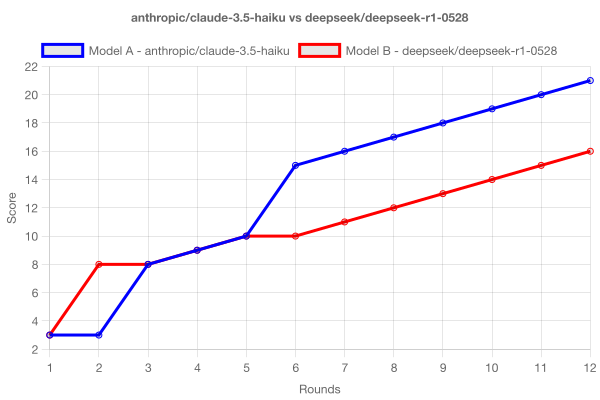 anthropic/claude-3.5-haiku vs deepseek/deepseek-r1-0528
Model A - anthropic/claude-3.5-haiku Model B - deepseek/deepseek-r1-0528
22
20
18
16
14
12
10
8
6
4
2
Score
1 2 3 4 5 6 7 8 9 10 11 12
Rounds